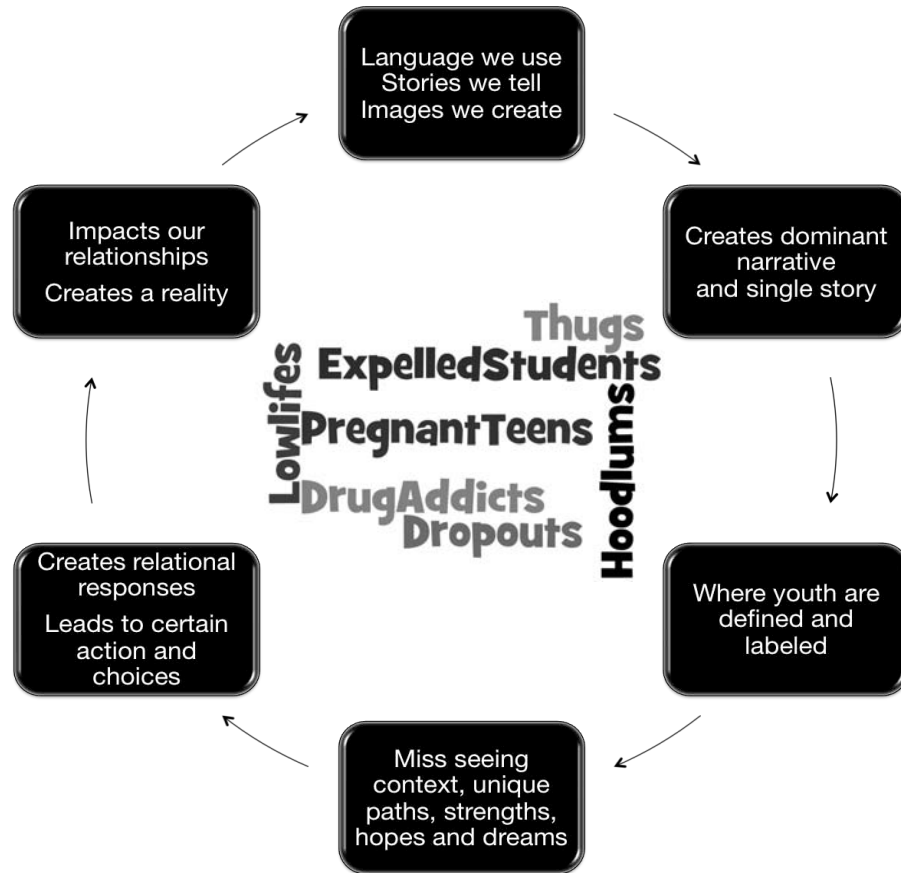 Language we use
Stories we tell
Images we create
Creates dominant
narrative
and single story
Where youth are
defined and
labeled
Miss seeing
context, unique
paths, strengths,
hopes and dreams
Creates relational
responses
Leads to certain
action and
choices
Impacts our
relationships
Creates a reality
Thugs
ExpelledStudents
Lowlifes
PregnantTeens
Hoodlums
DrugAddicts
Dropouts